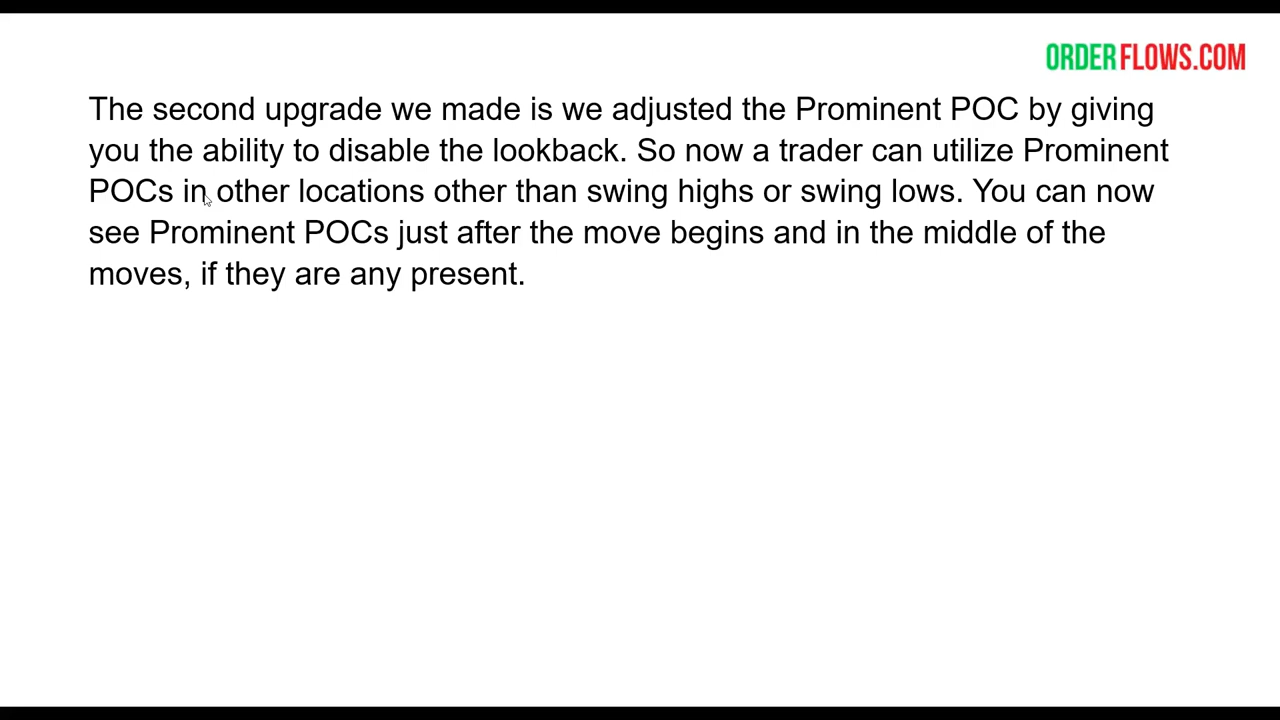 ORDERFLOWS.COM
The second upgrade we made is we adjusted the Prominent POC by giving
you the ability to disable the lookback. So now a trader can utilize Prominent
POCs in other locations other than swing highs or swing lows. You can now
see Prominent POCs just after the move begins and in the middle of the
moves, if they are any present.